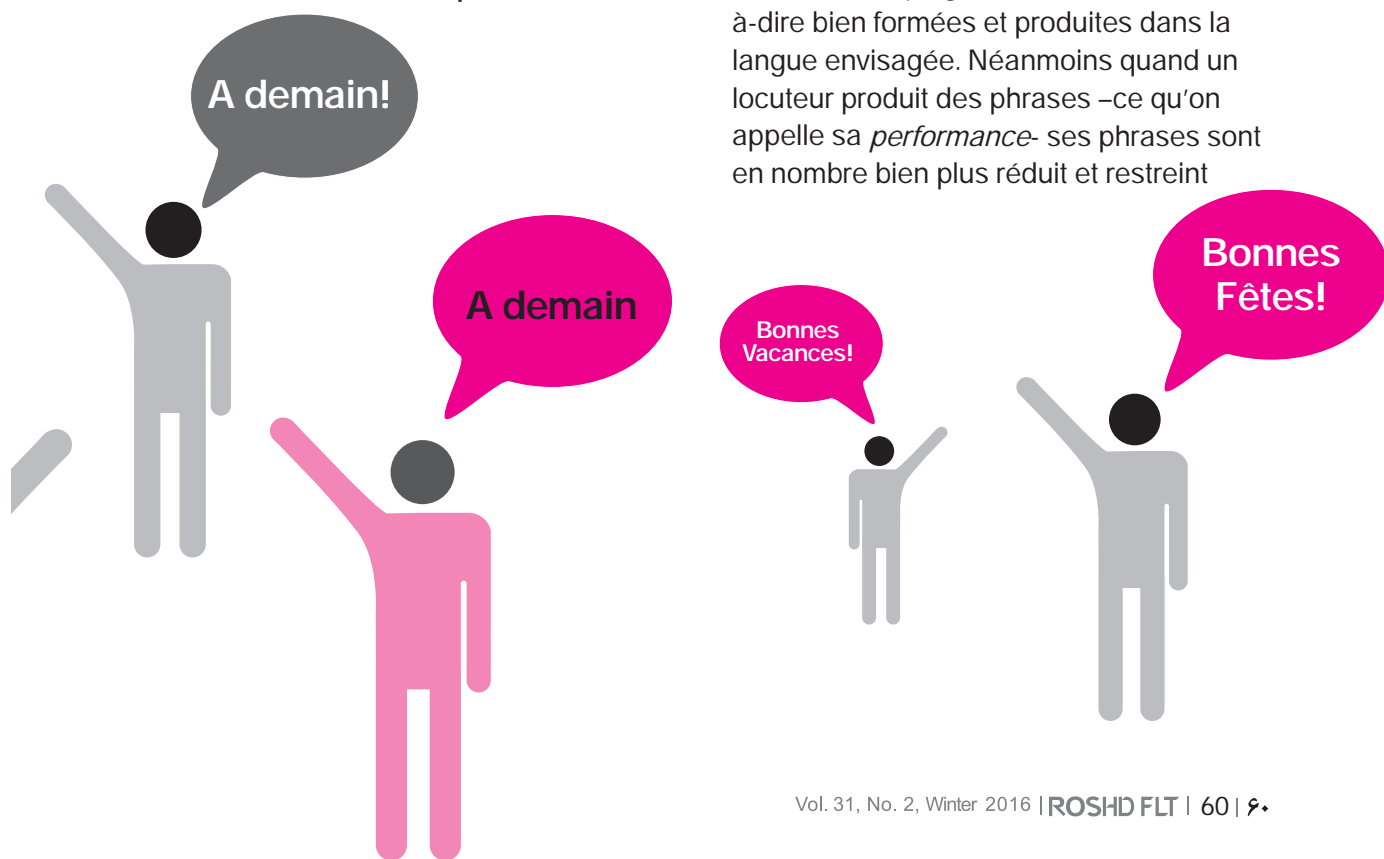 A demain!
A demain
à-dire bien formées et produites dans la
langue envisagée. Néanmoins quand un
locuteur produit des phrases –ce qu'on
appelle sa performance- ses phrases sont
en nombre bien plus réduit et restreint
Bonnes
Vacances!
Bonnes
Fêtes!
Vol. 31, No. 2, Winter 2016 | ROSHD FLT | 60 | ۶۰